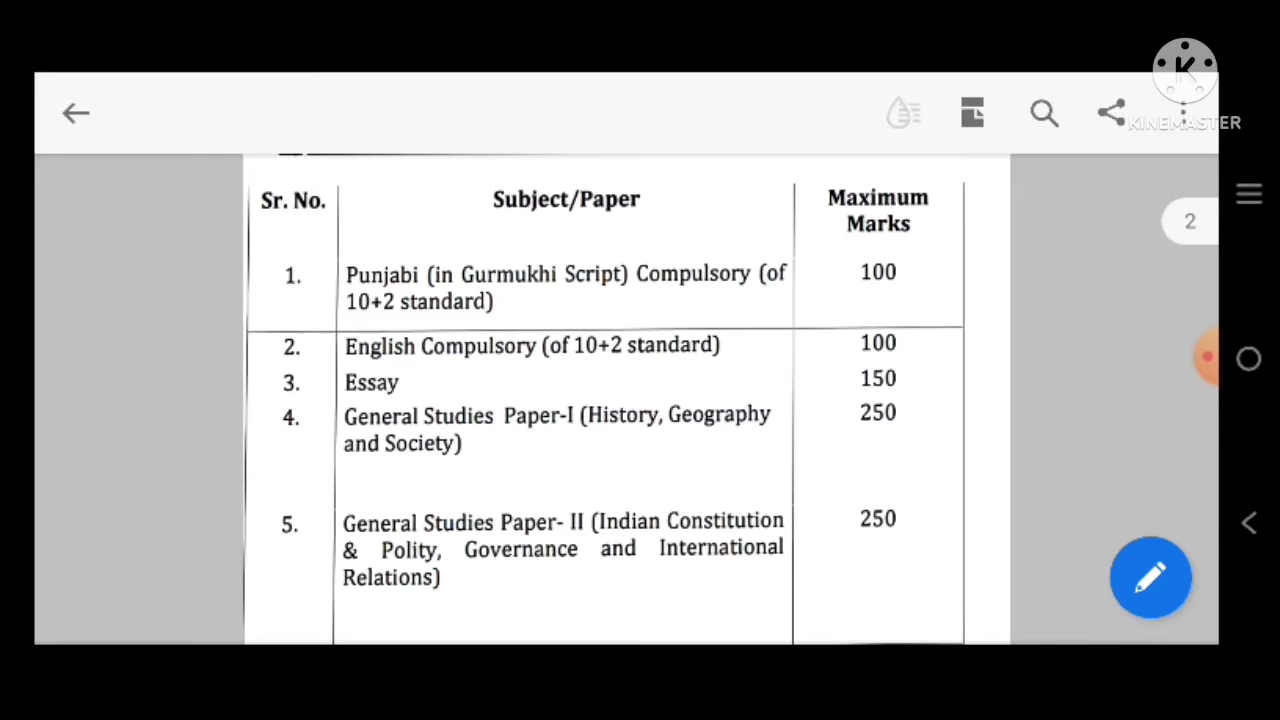 KINEMASTER
2
Sr. No. Subject/Paper Maximum
Marks
1. Punjabi (in Gurmukhi Script) Compulsory (of 100
10+2 standard)
2. English Compulsory (of 10+2 standard) 100
3. Essay 150
4. General Studies Paper-I (History, Geography 250
and Society)
5. General Studies Paper- II (Indian Constitution 250
& Polity, Governance and International
Relations)